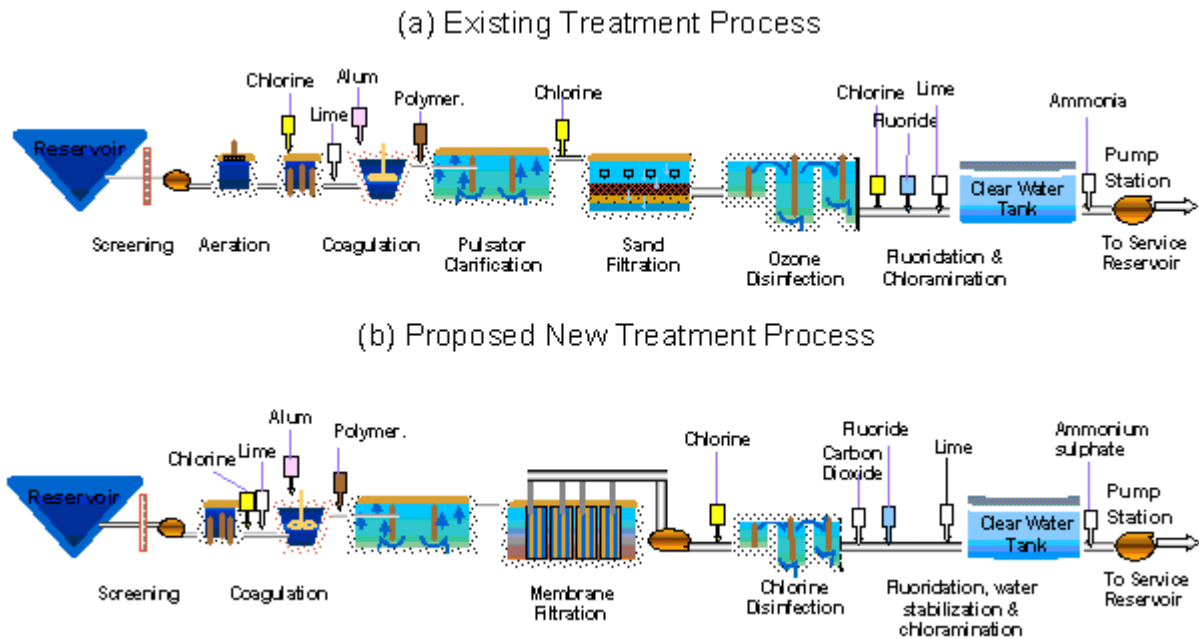 (a) Existing Treatment Process
Chlorine
Alum
Lime
Polymer.
Chlorine
Chlorine
Lime
Fluoride
Ammonia
Reservoir
Pump
Station
Clear Water
Tank
Screening
Aeration
Coagulation
Pulsator
Clarification
Sand
Filtration
Ozone
Disinfection
Fluoridation &
Chloramination
To Service
Reservoir
(b) Proposed New Treatment Process
Chlorine
Lime
Alum
Polymer.
Chlorine
Fluoride
Carbon
Dioxide
Lime
Ammonium
sulphate
Reservoir
Pump
Station
Clear Water
Tank
Screening
Coagulation
Membrane
Filtration
Chlorine
Disinfection
Fluoridation, water
stabilization &
chloramination
To Service
Reservoir